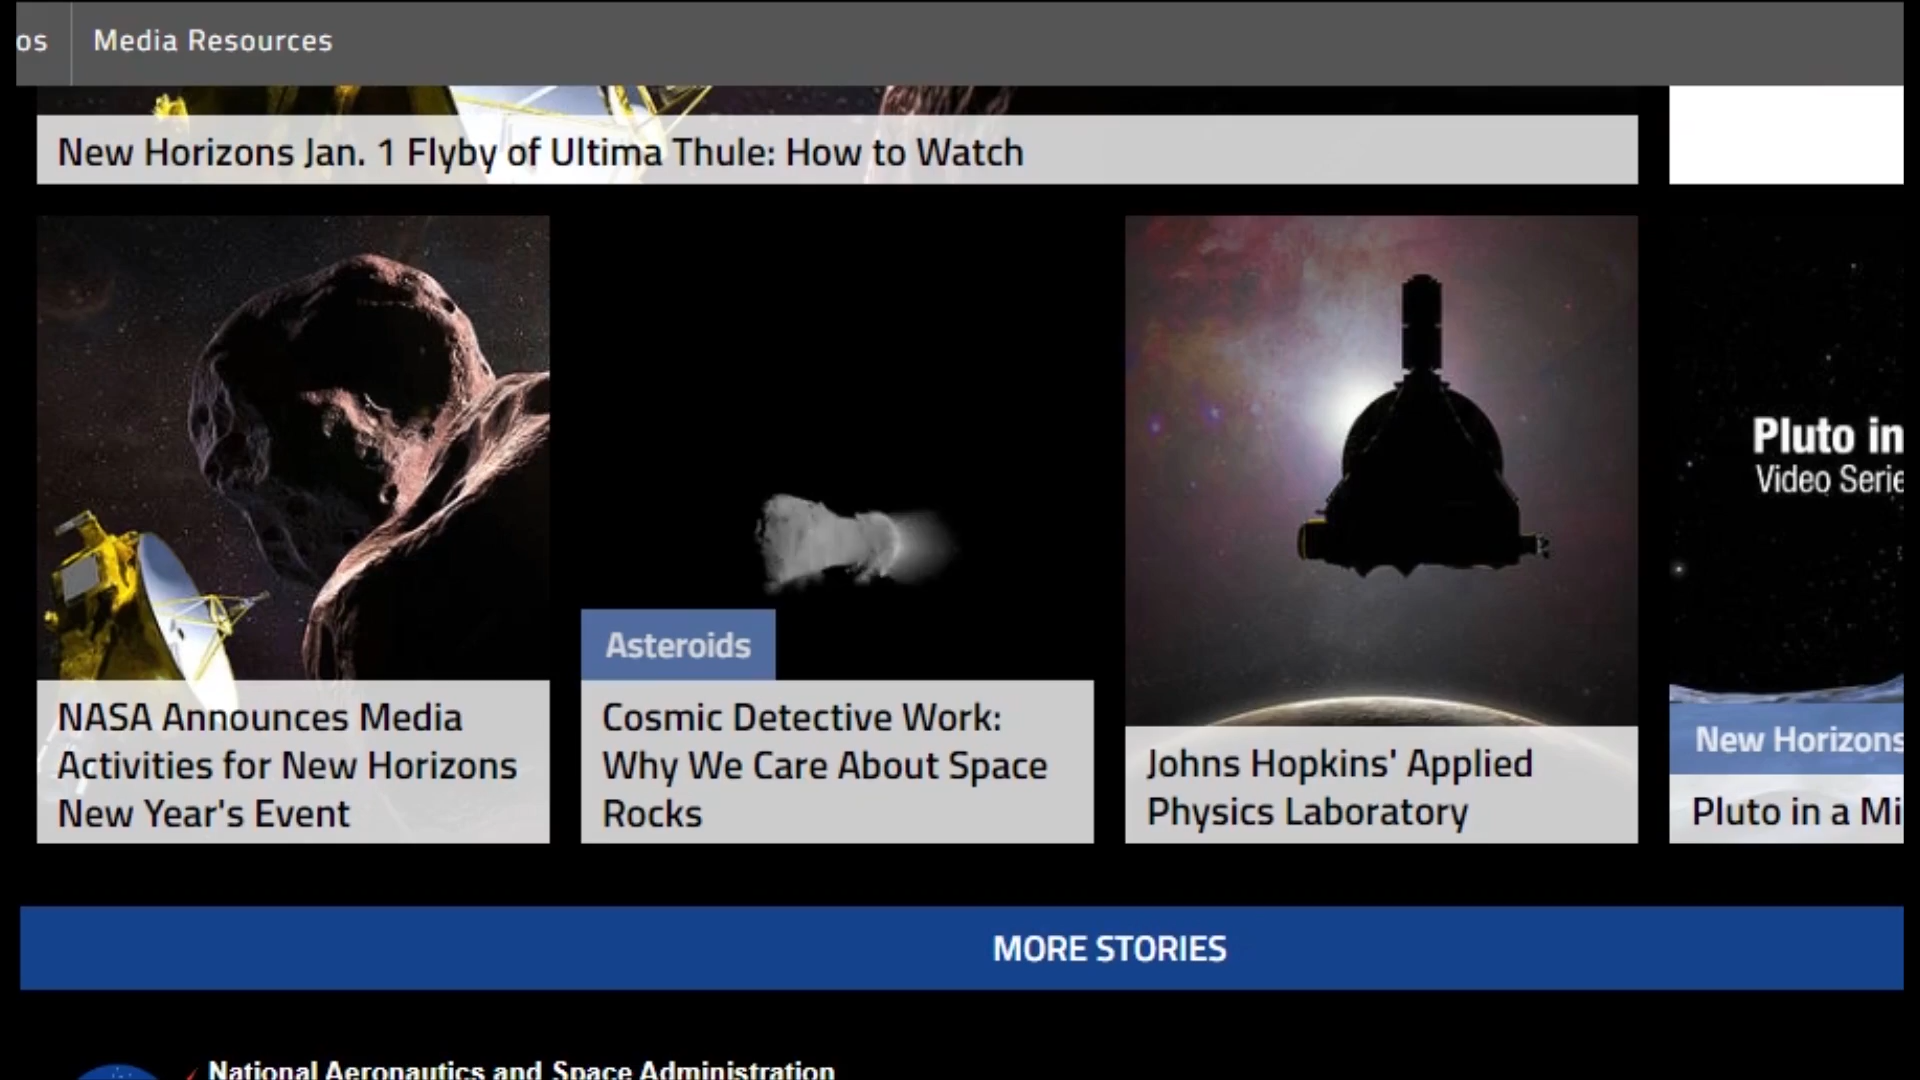 os
Media Resources
New Horizons Jan. 1 Flyby of Ultima Thule: How to Watch
NASA Announces Media
Activities for New Horizons
New Year's Event
Asteroids
Cosmic Detective Work:
Why We Care About Space
Rocks
Johns Hopkins' Applied
Physics Laboratory
Pluto in
Video Serie
New Horizons
Pluto in a Mi
MORE STORIES
National Aeronautics and Space Administration